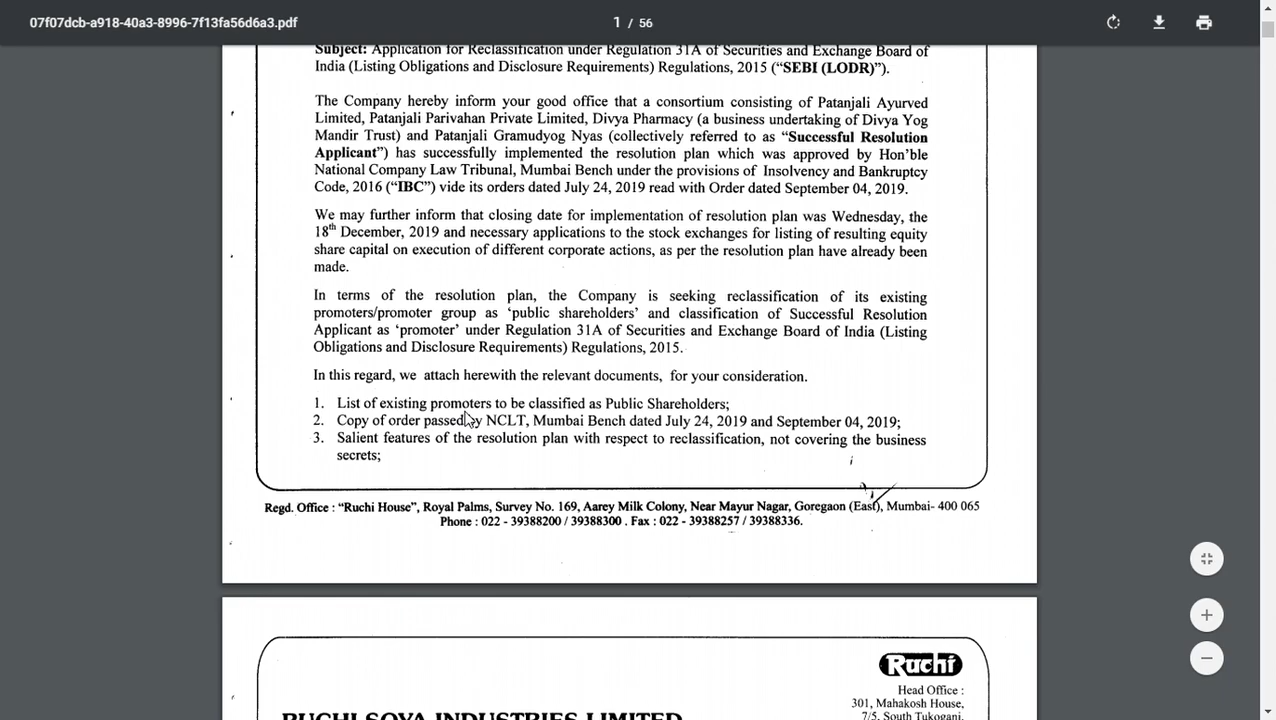 07f07dcb-a918-40a3-8996-7f13fa56d6a3.pdf
1 / 56
Subject: Application for Reclassification under Regulation 31A of Securities and Exchange Board of
India (Listing Obligations and Disclosure Requirements) Regulations, 2015 (“SEBI (LODR)”).
The Company hereby inform your good office that a consortium consisting of Patanjali Ayurved
Limited, Patanjali Parivahan Private Limited, Divya Pharmacy (a business undertaking of Divya Yog
Mandir Trust) and Patanjali Gramudyog Nyas (collectively referred to as “Successful Resolution
Applicant”) has successfully implemented the resolution plan which was approved by Hon’ble
National Company Law Tribunal, Mumbai Bench under the provisions of Insolvency and Bankruptcy
Code, 2016 (“IBC”) vide its orders dated July 24, 2019 read with Order dated September 04, 2019.
We may further inform that closing date for implementation of resolution plan was Wednesday, the
18th December, 2019 and necessary applications to the stock exchanges for listing of resulting equity
share capital on execution of different corporate actions, as per the resolution plan have already been
made.
In terms of the resolution plan, the Company is seeking reclassification of its existing
promoters/promoter group as ‘public shareholders’ and classification of Successful Resolution
Applicant as ‘promoter’ under Regulation 31A of Securities and Exchange Board of India (Listing
Obligations and Disclosure Requirements) Regulations, 2015.
In this regard, we attach herewith the relevant documents, for your consideration.
1. List of existing promoters to be classified as Public Shareholders;
2. Copy of order passed by NCLT, Mumbai Bench dated July 24, 2019 and September 04, 2019;
3. Salient features of the resolution plan with respect to reclassification, not covering the business
secrets;
Regd. Office : “Ruchi House”, Royal Palms, Survey No. 169, Aarey Milk Colony, Near Mayur Nagar, Goregaon (East), Mumbai- 400 065
Phone : 022 - 39388200 / 39388300 . Fax : 022 - 39388257 / 39388336.
Ruchi
Head Office :
301, Mahakosh House,
7/5, South Tukoganj,
RUCHI SOYA INDUSTRIES LIMITED